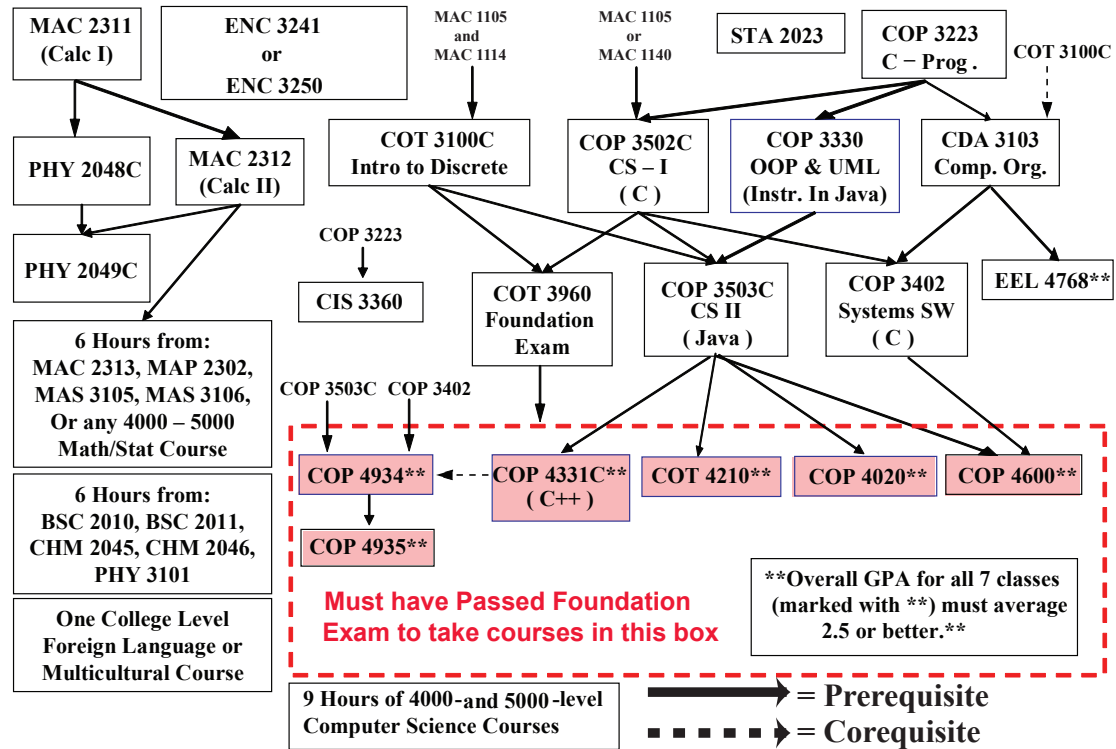 MAC 2311
(Calc I)
ENC 3241
or
ENC 3250
MAC 1105
and
MAC 1114
MAC 1105
or
MAC 1140
STA 2023
COP 3223
C – Prog .
COT 3100C
PHY 2048C
MAC 2312
(Calc II)
COT 3100C
Intro to Discrete
COP 3502C
CS – I
( C )
COP 3330
OOP & UML
(Instr. In Java)
CDA 3103
Comp. Org.
PHY 2049C
COP 3223
CIS 3360
COT 3960
Foundation
Exam
COP 3503C
CS II
( Java )
COP 3402
Systems SW
( C )
EEL 4768**
6 Hours from:
MAC 2313, MAP 2302,
MAS 3105, MAS 3106,
Or any 4000 – 5000
Math/Stat Course
COP 3503C
COP 3402
COP 4934**
COP 4331C**
( C++ )
COT 4210**
COP 4020**
COP 4600**
COP 4935**
6 Hours from:
BSC 2010, BSC 2011,
CHM 2045, CHM 2046,
PHY 3101
Must have Passed Foundation
Exam to take courses in this box
**Overall GPA for all 7 classes
(marked with **) must average
2.5 or better.**
One College Level
Foreign Language or
Multicultural Course
9 Hours of 4000-and 5000-level
Computer Science Courses
= Prerequisite
= Corequisite